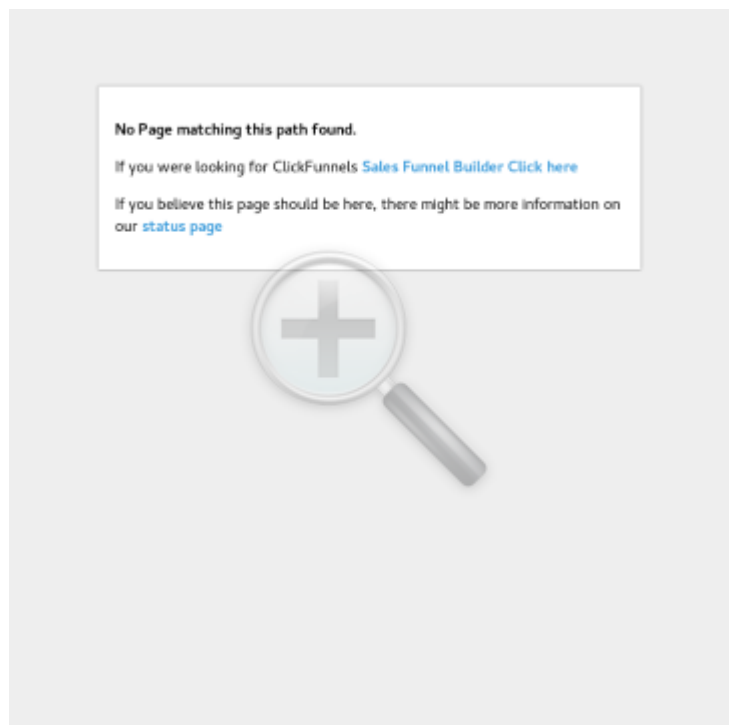 No Page matching this path found.
If you were looking for ClickFunnels Sales Funnel Builder Click here
If you believe this page should be here, there might be more information on
our status page